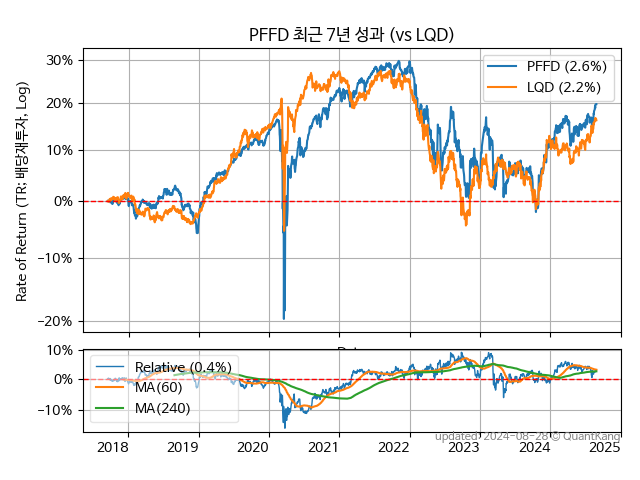 PFFD 최근 7년 성과 (vs LQD)
Rate of Return (TR: 배당재투자, Log)
30%
20%
10%
0%
−10%
−20%
PFFD (2.6%)
LQD (2.2%)
10%
0%
−10%
Relative (0.4%)
MA(60)
MA(240)
updated: 2024-08-28 © QuantKang
2018 2019 2020 2021 2022 2023 2024 2025